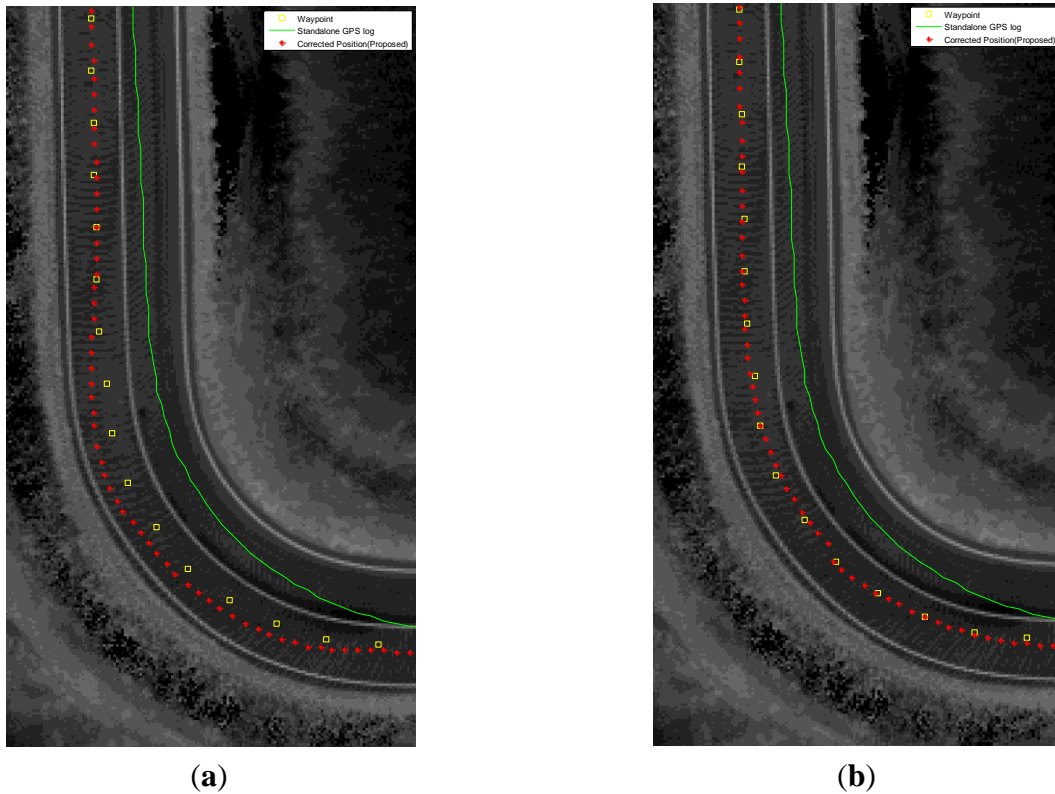 Waypoint
Standalone GPS log
Corrected Position(Proposed)
Waypoint
Standalone GPS log
Corrected Position(Proposed)
(a)
(b)